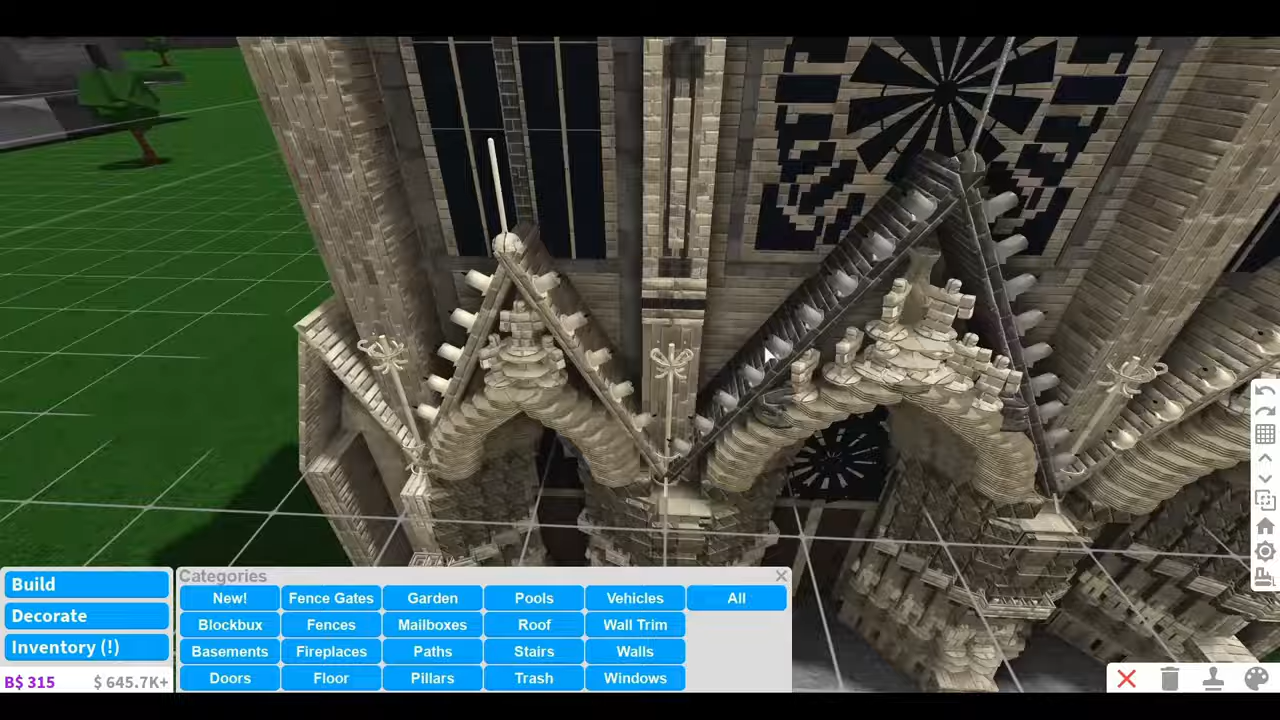 Build
Decorate
Inventory (!)
B$ 315
$ 645.7K+
Categories
New! Fence Gates Garden Pools Vehicles All
Blockbux Fences Mailboxes Roof Wall Trim
Basements Fireplaces Paths Stairs Walls
Doors Floor Pillars Trash Windows